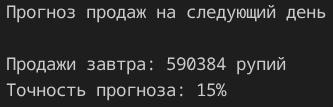 Прогноз продаж на следующий день
Продажи завтра: 590384 рупий
Точность прогноза: 15%